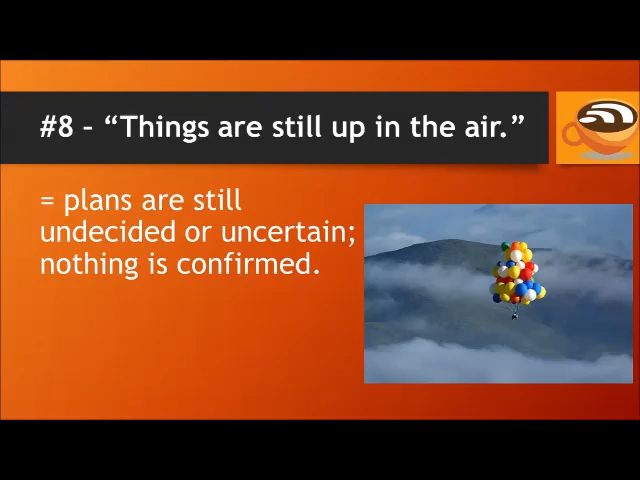 #8 – “Things are still up in the air.”
= plans are still
undecided or uncertain;
nothing is confirmed.